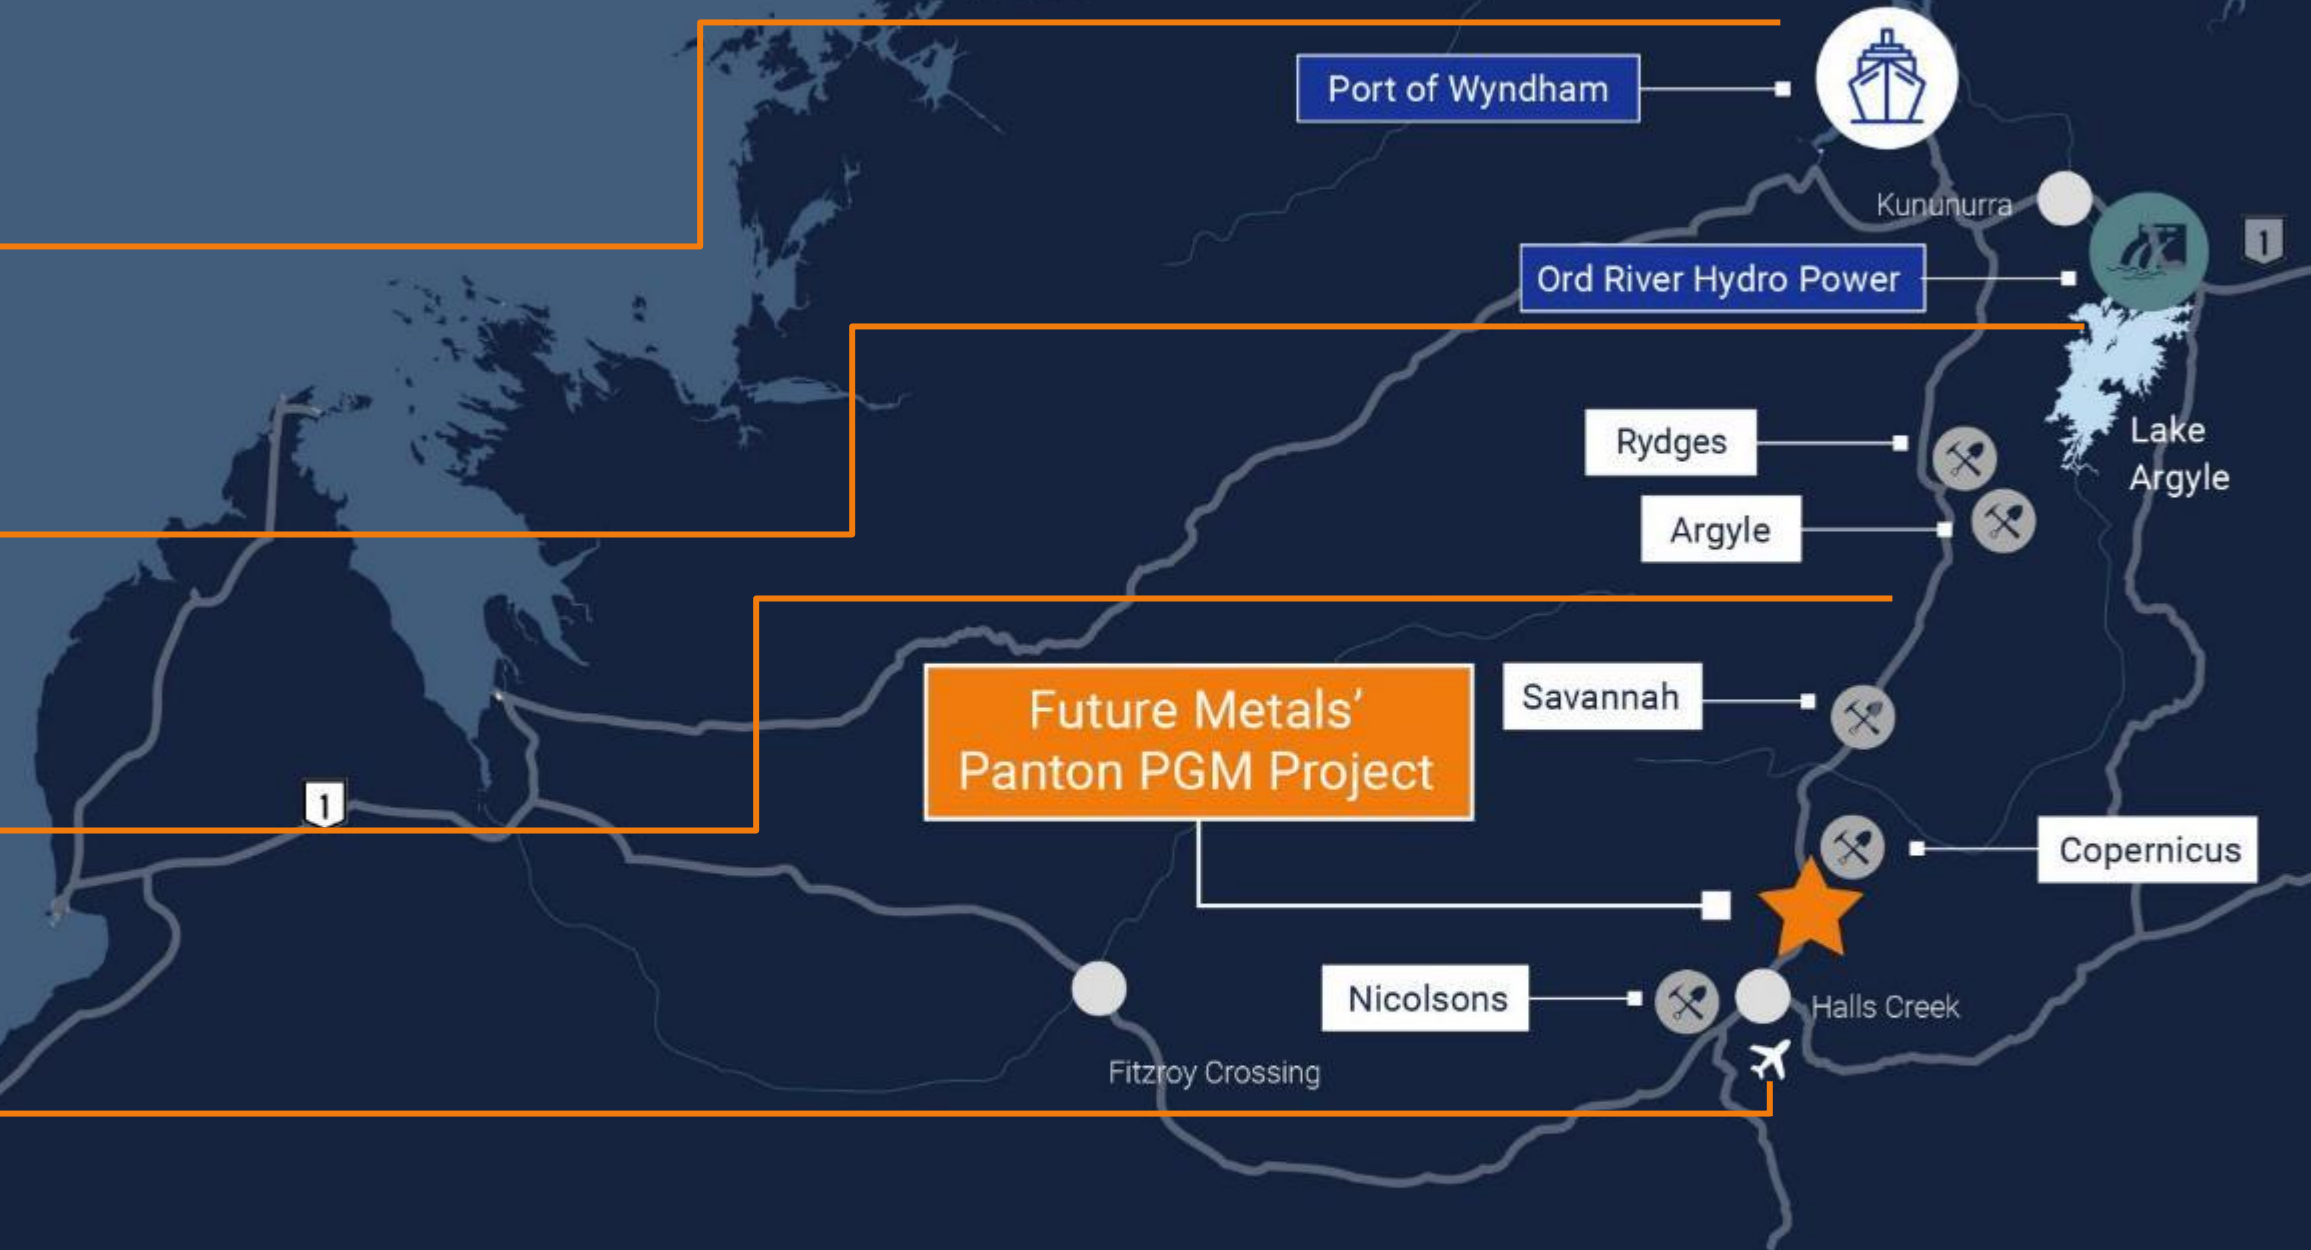 Port of Wyndham
Kununurra
1
Ord River Hydro Power
Lake
Argyle
Rydges
Argyle
Savannah
Future Metals'
Panton PGM Project
1
Copernicus
Nicolsons
Halls Creek
Fitzroy Crossing